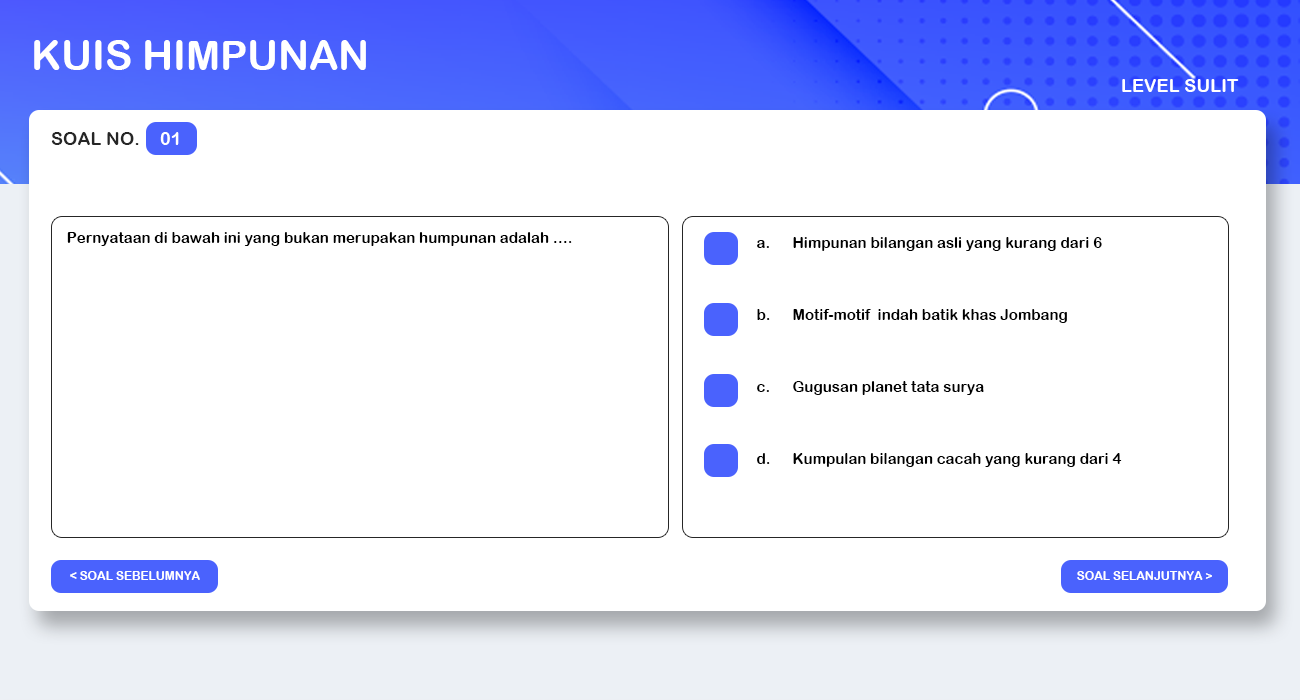 KUIS HIMPUNAN
LEVEL SULIT
SOAL NO. 01
Pernyataan di bawah ini yang bukan merupakan humpunan adalah ....
a. Himpunan bilangan asli yang kurang dari 6
b. Motif-motif indah batik khas Jombang
c. Gugusan planet tata surya
d. Kumpulan bilangan cacah yang kurang dari 4
< SOAL SEBELUMNYA
SOAL SELANJUTNYA >